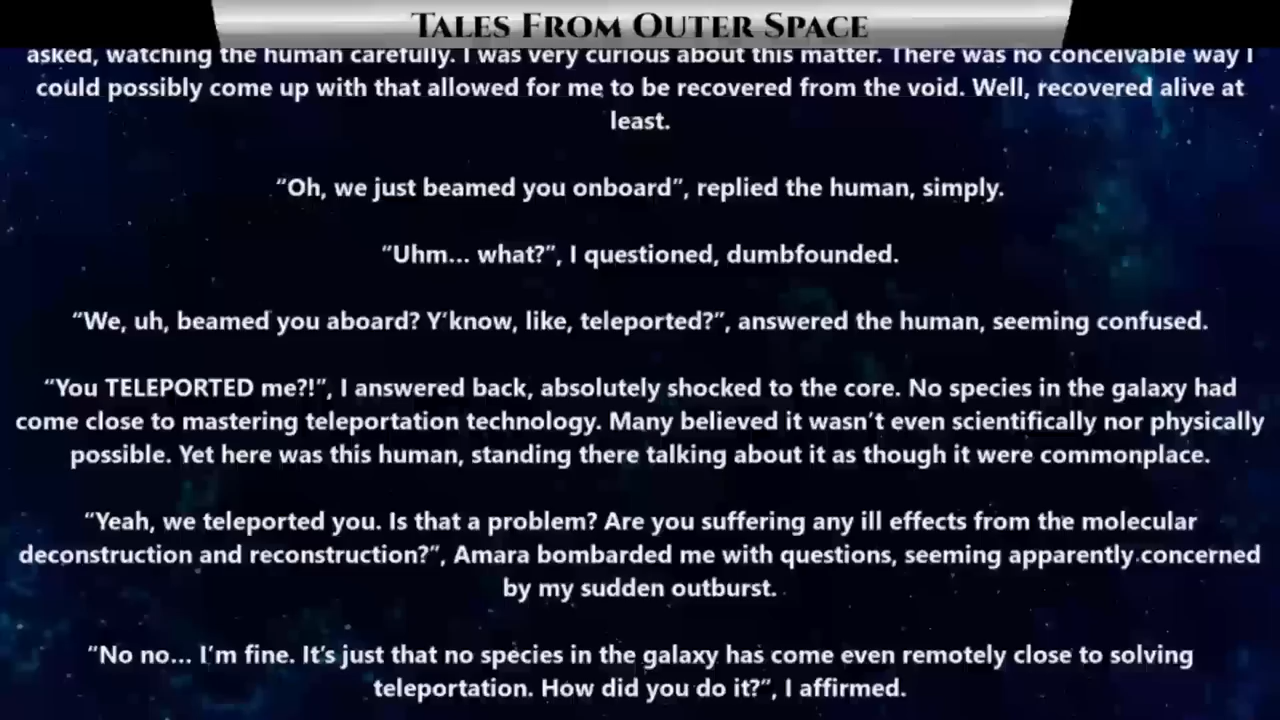 Tales From Outer Space
asked, watching the human carefully. I was very curious about this matter. There was no conceivable way I
could possibly come up with that allowed for me to be recovered from the void. Well, recovered alive at
least.
“Oh, we just beamed you onboard”, replied the human, simply.
“Uhm... what?”, I questioned, dumbfounded.
“We, uh, beamed you aboard? Y’know, like, teleported?”, answered the human, seeming confused.
“You TELEPORTED me?!”, I answered back, absolutely shocked to the core. No species in the galaxy had
come close to mastering teleportation technology. Many believed it wasn’t even scientifically nor physically
possible. Yet here was this human, standing there talking about it as though it were commonplace.
“Yeah, we teleported you. Is that a problem? Are you suffering any ill effects from the molecular
deconstruction and reconstruction?”, Amara bombarded me with questions, seeming apparently concerned
by my sudden outburst.
“No no... I’m fine. It’s just that no species in the galaxy has come even remotely close to solving
teleportation. How did you do it?”, I affirmed.